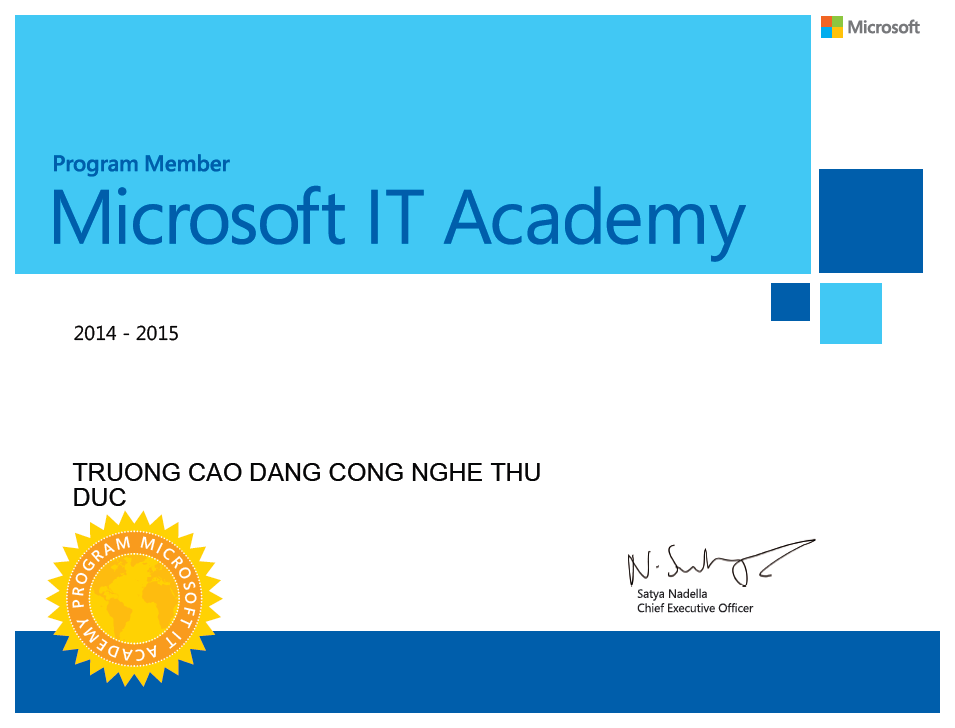 Microsoft
Program Member
Microsoft IT Academy
2014 - 2015
TRUONG CAO DANG CONG NGHE THU
DUC
PROGRAM MICROSOFT IT ACADEMY
N. Satya
Satya Nadella
Chief Executive Officer